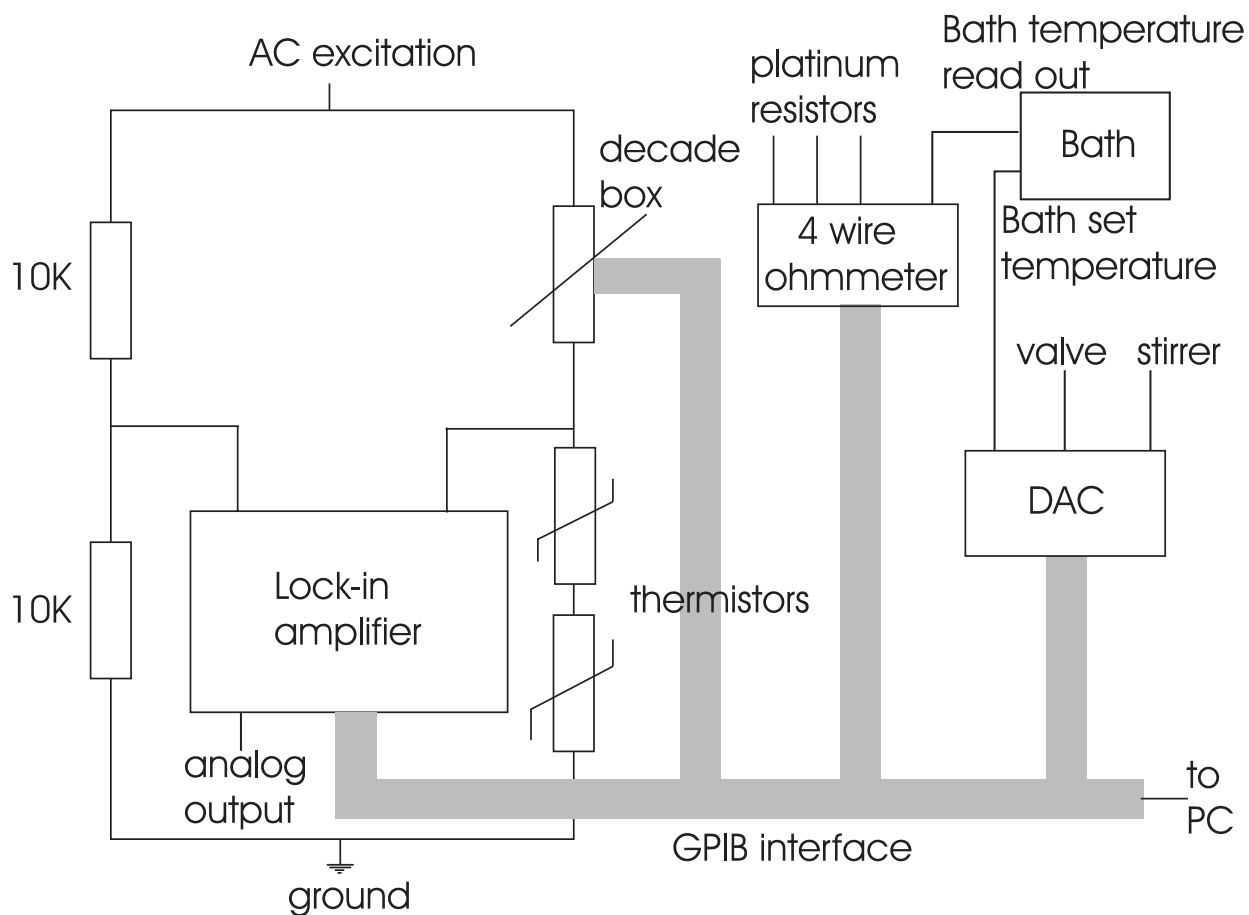 AC excitation
10K
10K
decade
box
Lock-in
amplifier
thermistors
analog
output
ground
platinum
resistors
4 wire
ohmmeter
Bath temperature
read out
Bath
Bath set
temperature
valve
stirrer
DAC
to
PC
GPIB interface